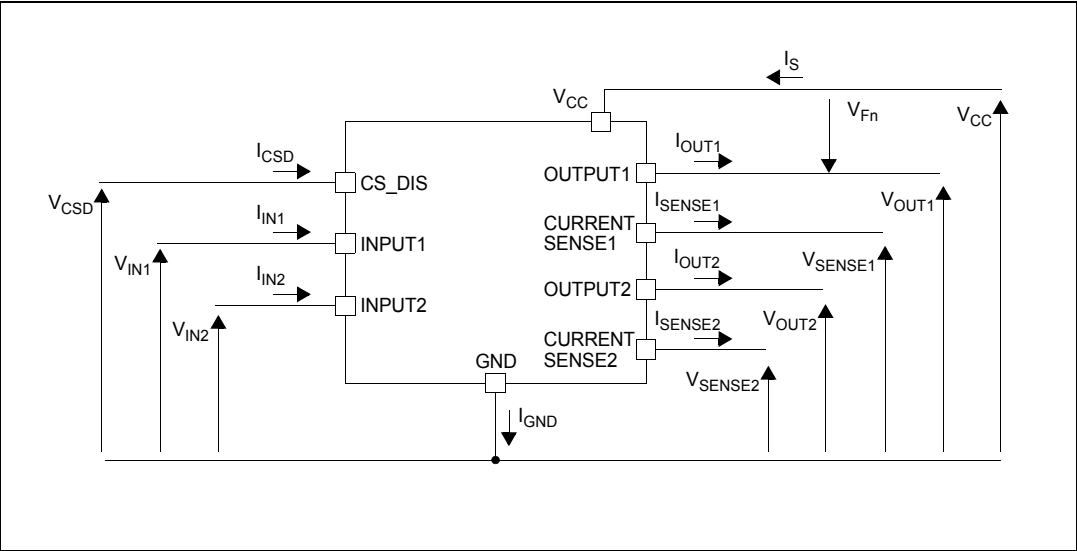 I_S
V_CC
V_Fn
V_CC
I_OUT1
I_CSD
OUTPUT1
CS_DIS
V_CSD
V_OUT1
I_SENSE1
I_IN1
CURRENT
SENSE1
INPUT1
V_IN1
V_SENSE1
I_OUT2
I_IN2
OUTPUT2
INPUT2
V_IN2
V_OUT2
I_SENSE2
CURRENT
SENSE2
GND
V_SENSE2
I_GND